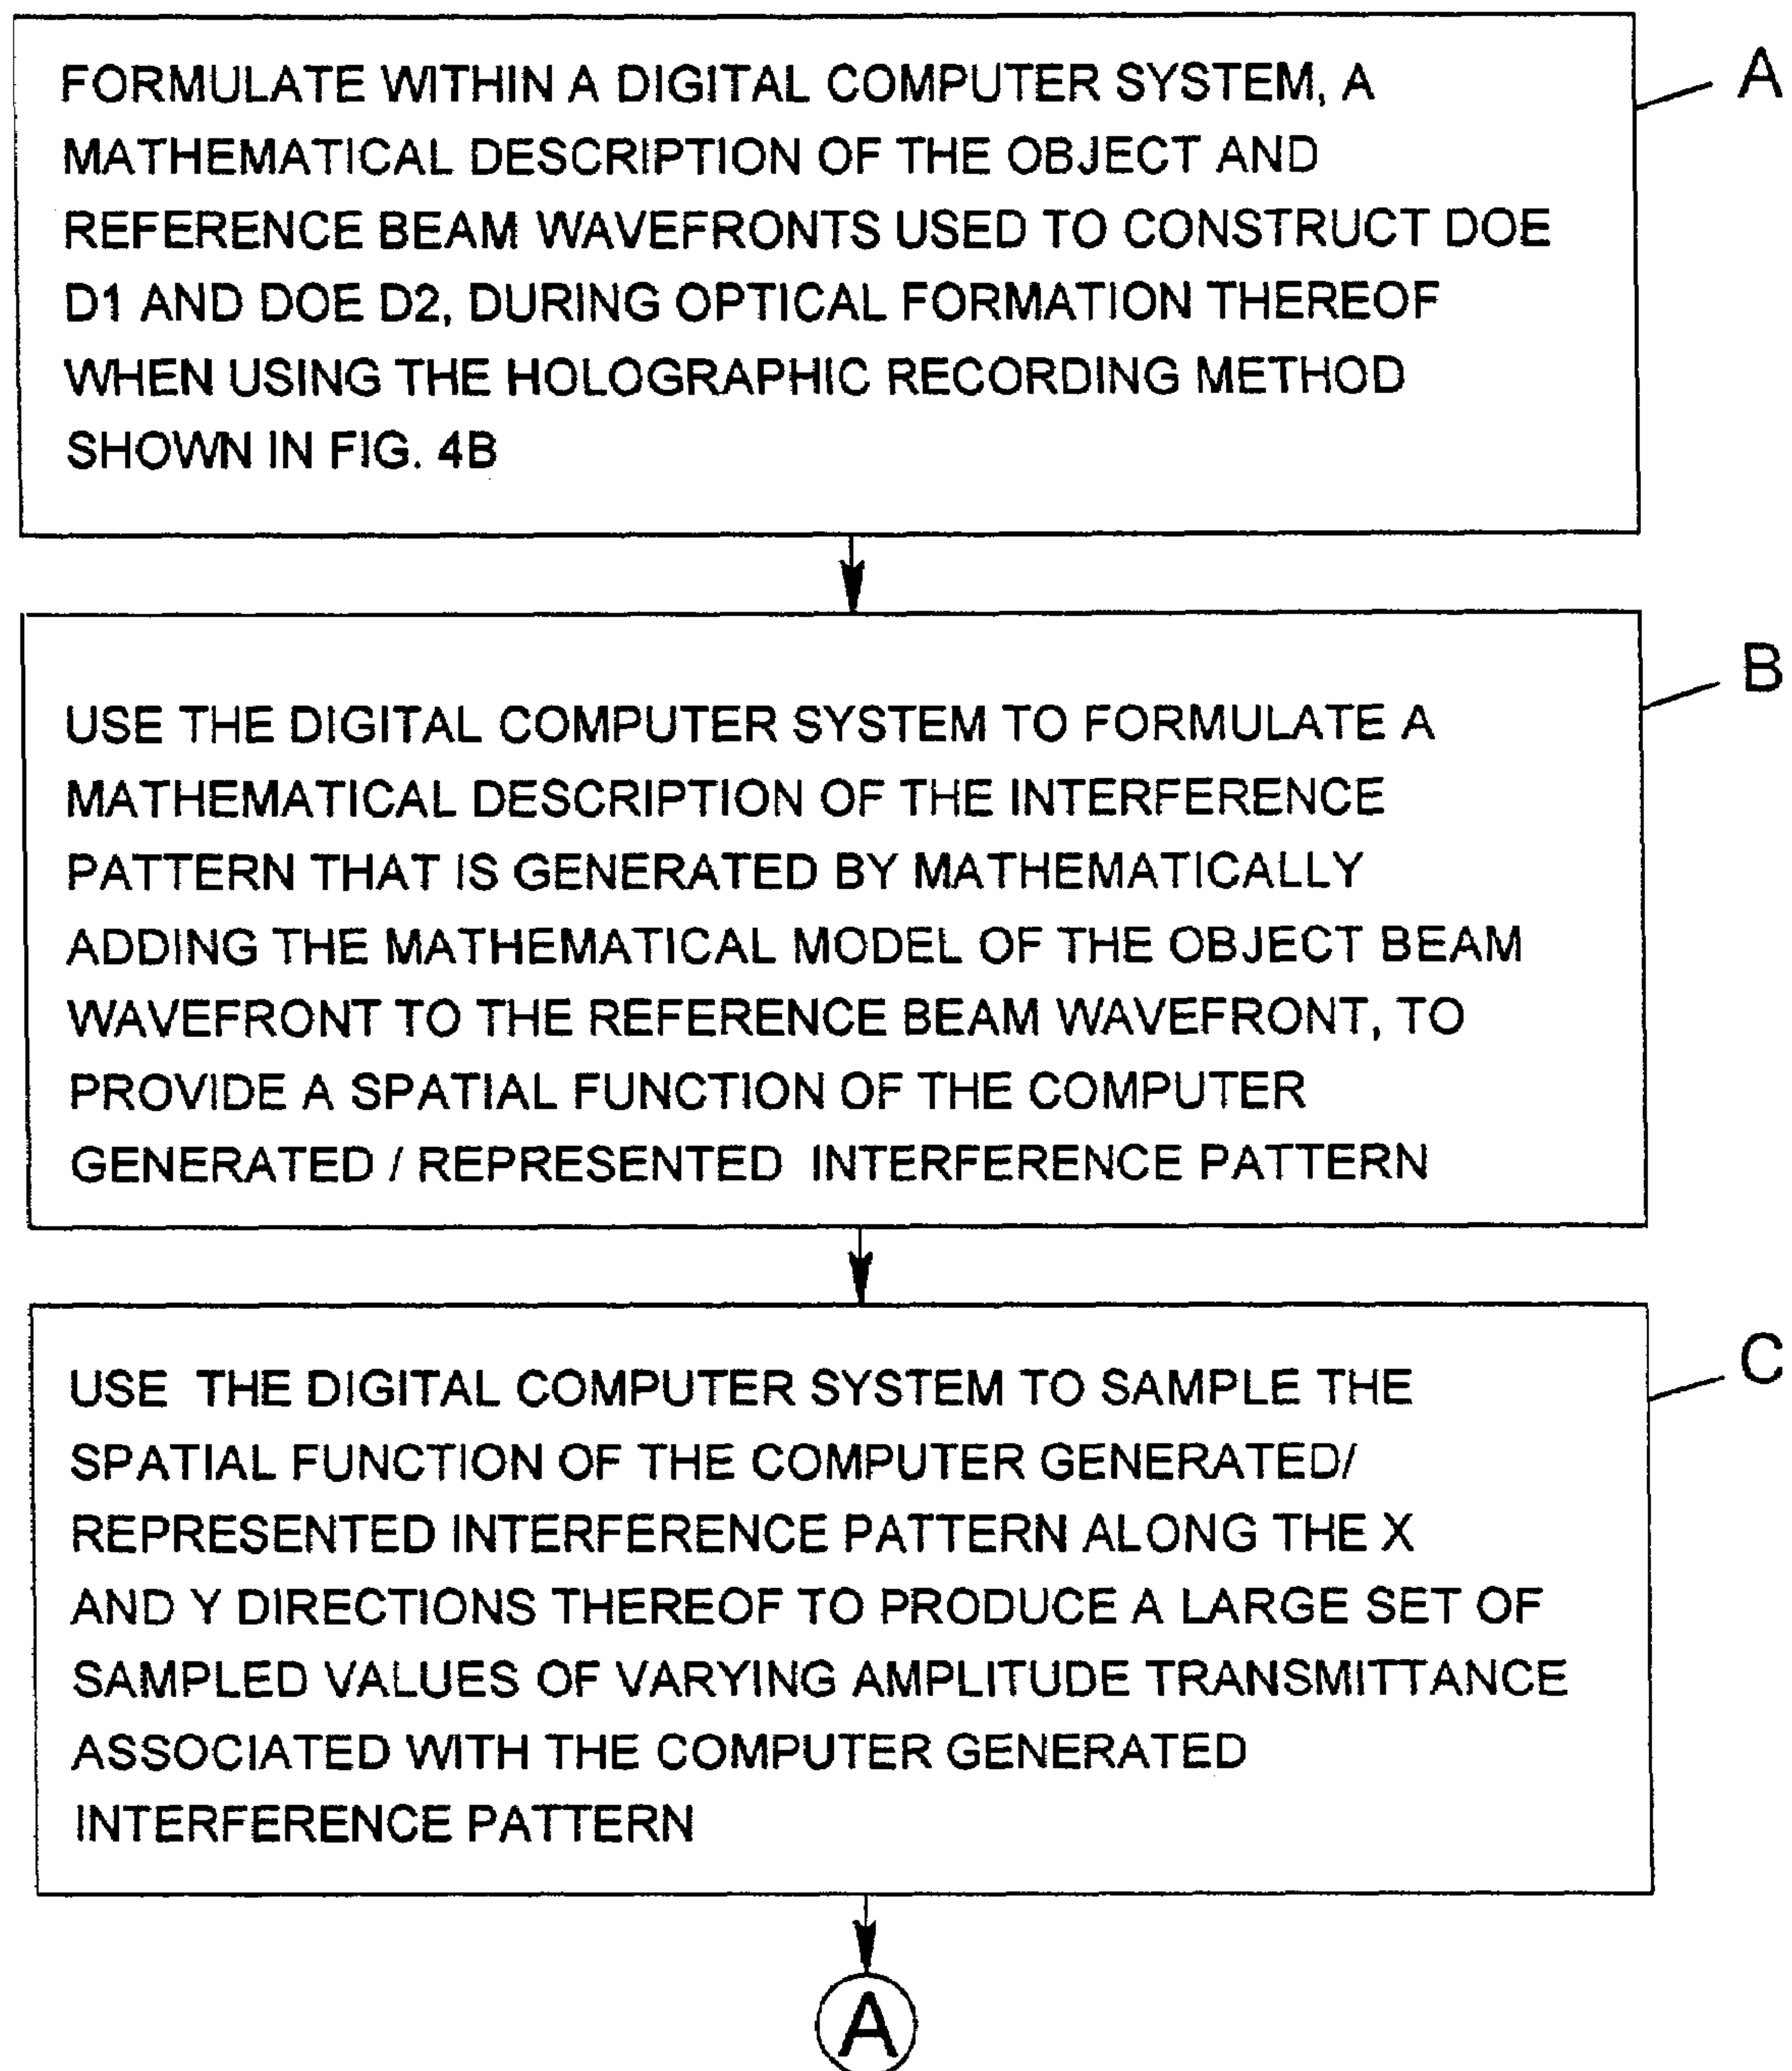 FORMULATE WITHIN A DIGITAL COMPUTER SYSTEM, A
MATHEMATICAL DESCRIPTION OF THE OBJECT AND
REFERENCE BEAM WAVEFRONTS USED TO CONSTRUCT DOE
D1 AND DOE D2, DURING OPTICAL FORMATION THEREOF
WHEN USING THE HOLOGRAPHIC RECORDING METHOD
SHOWN IN FIG. 4B
A
USE THE DIGITAL COMPUTER SYSTEM TO FORMULATE A
MATHEMATICAL DESCRIPTION OF THE INTERFERENCE
PATTERN THAT IS GENERATED BY MATHEMATICALLY
ADDING THE MATHEMATICAL MODEL OF THE OBJECT BEAM
WAVEFRONT TO THE REFERENCE BEAM WAVEFRONT, TO
PROVIDE A SPATIAL FUNCTION OF THE COMPUTER
GENERATED / REPRESENTED INTERFERENCE PATTERN
B
USE THE DIGITAL COMPUTER SYSTEM TO SAMPLE THE
SPATIAL FUNCTION OF THE COMPUTER GENERATED/
REPRESENTED INTERFERENCE PATTERN ALONG THE X
AND Y DIRECTIONS THEREOF TO PRODUCE A LARGE SET OF
SAMPLED VALUES OF VARYING AMPLITUDE TRANSMITTANCE
ASSOCIATED WITH THE COMPUTER GENERATED
INTERFERENCE PATTERN
C
A